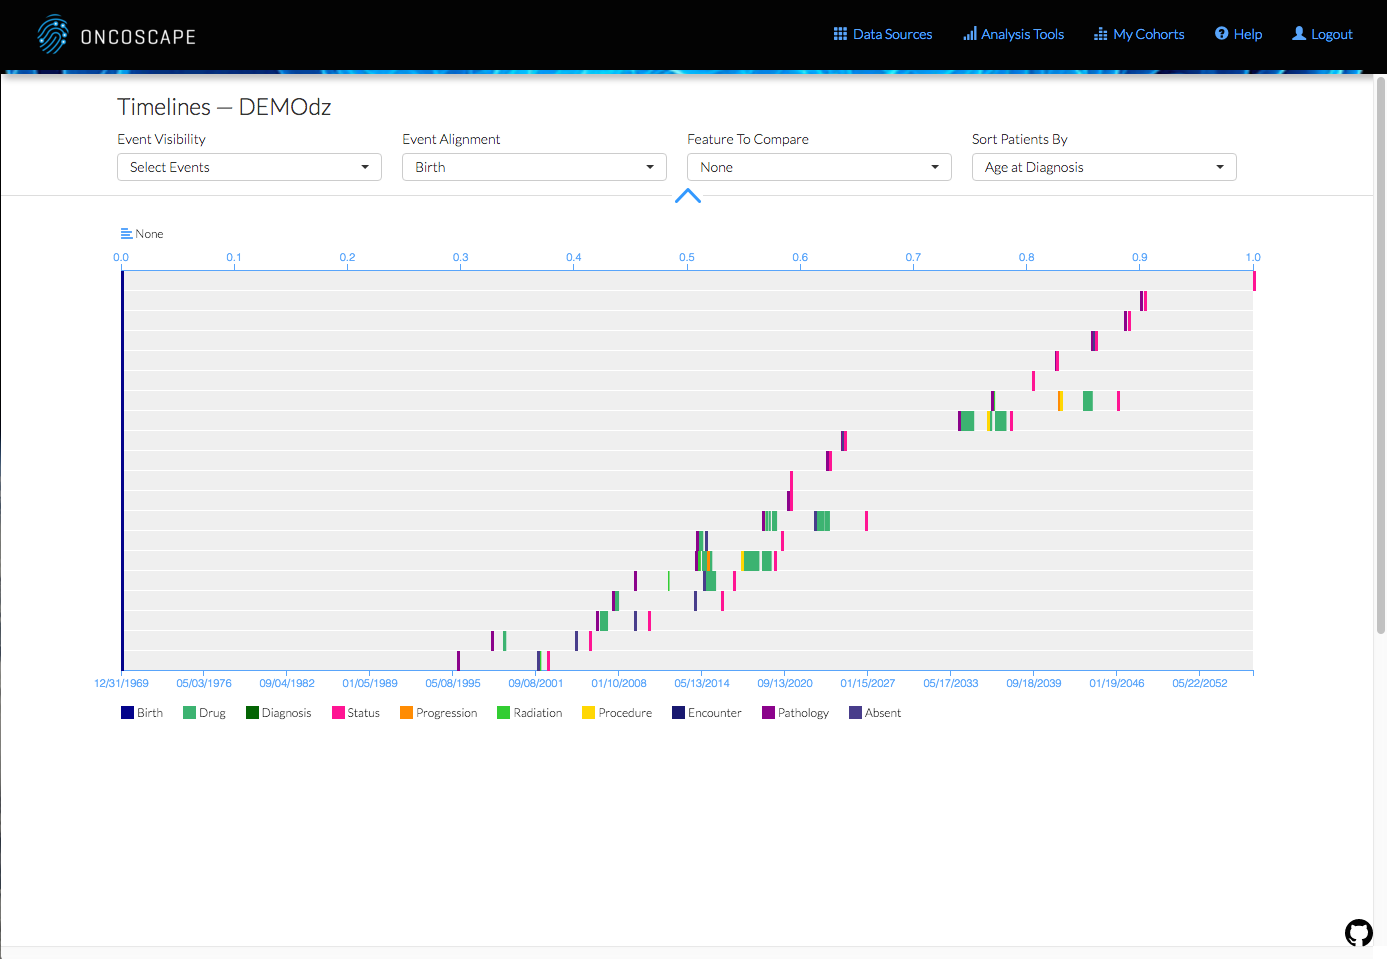 ONCOSCAPE
Data Sources Analysis Tools My Cohorts Help Logout
Timelines — DEMOdz
Event Visibility Event Alignment Feature To Compare Sort Patients By
Select Events Birth None Age at Diagnosis
None
0.0 0.1 0.2 0.3 0.4 0.5 0.6 0.7 0.8 0.9 1.0
12/31/1969 05/03/1976 09/04/1982 01/05/1989 05/08/1995 09/08/2001 01/10/2008 05/13/2014 09/13/2020 01/15/2027 05/17/2033 09/18/2039 01/19/2046 05/22/2052
Birth Drug Diagnosis Status Progression Radiation Procedure Encounter Pathology Absent